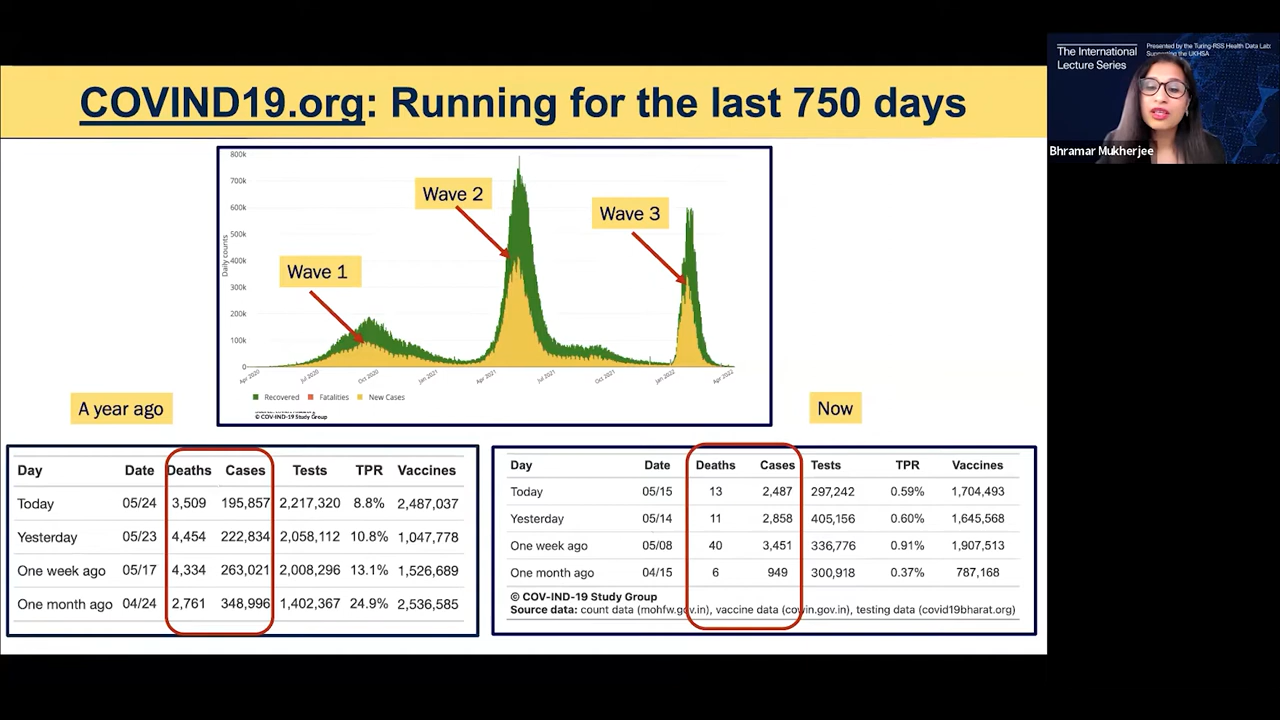 COVIND19.org: Running for the last 750 days
The International
Lecture Series
Presented by the Turing-RSS Health Data Lab:
Supporting the UKHSA
Bhramar Mukherjee
800k
700k
600k
500k
400k
300k
200k
100k
0
Daily counts
Wave 1
Wave 2
Wave 3
Apr 2020
Jul 2020
Oct 2020
Jan 2021
Apr 2021
Jul 2021
Oct 2021
Jan 2022
Apr 2022
Recovered Fatalities New Cases
© COV-IND-19 Study Group
A year ago
Now
Day Date Deaths Cases Tests TPR Vaccines
Today 05/24 3,509 195,857 2,217,320 8.8% 2,487,037
Yesterday 05/23 4,454 222,834 2,058,112 10.8% 1,047,778
One week ago 05/17 4,334 263,021 2,008,296 13.1% 1,526,689
One month ago 04/24 2,761 348,996 1,402,367 24.9% 2,536,585
Day Date Deaths Cases Tests TPR Vaccines
Today 05/15 13 2,487 297,242 0.59% 1,704,493
Yesterday 05/14 11 2,858 405,156 0.60% 1,645,568
One week ago 05/08 40 3,451 336,776 0.91% 1,907,513
One month ago 04/15 6 949 300,918 0.37% 787,168
© COV-IND-19 Study Group
Source data: count data (mohfw.gov.in), vaccine data (cowin.gov.in), testing data (covid19bharat.org)